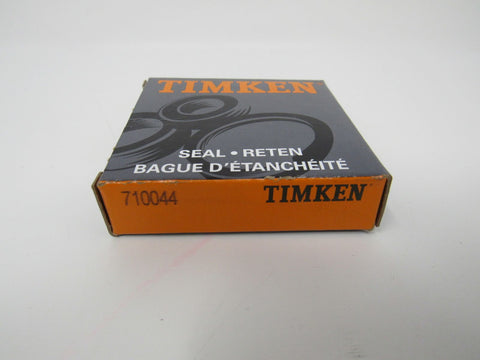 TIMKEN
SEAL • RETEN
BAGUE D'ÉTANCHÉITÉ
710044 TIMKEN